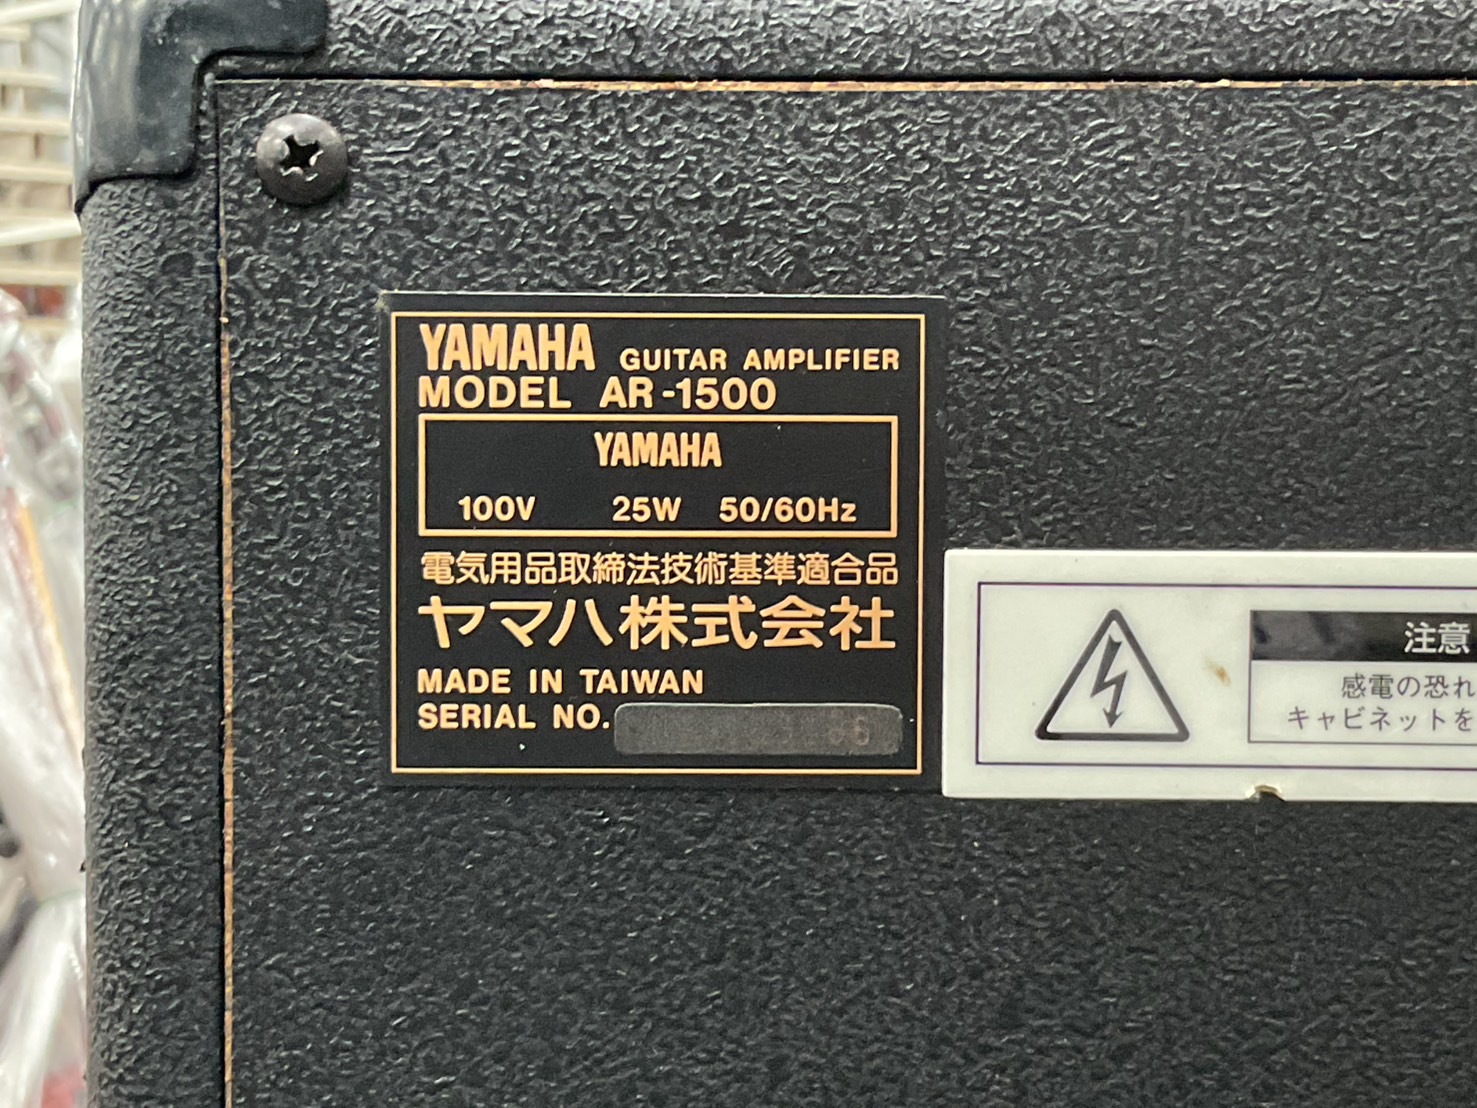 YAMAHA GUITAR AMPLIFIER
MODEL AR-1500
YAMAHA
100V 25W 50/60Hz
電気用品取締法技術基準適合品
ヤマハ株式会社
MADE IN TAIWAN
SERIAL NO.
注意
感電の恐れ
キャビネットを